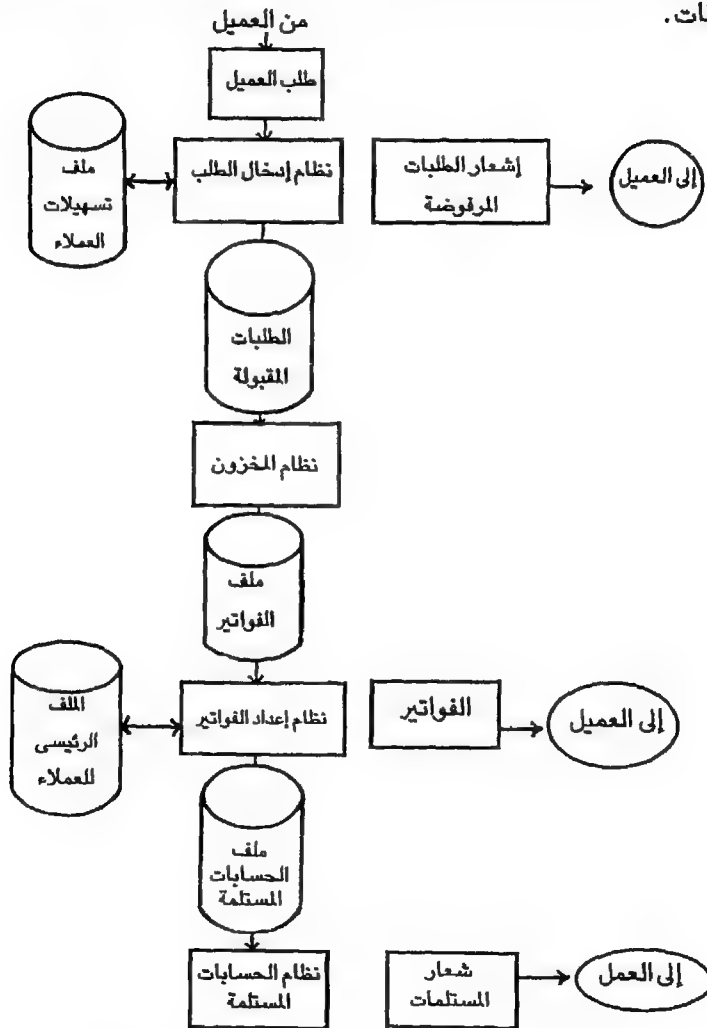 من العميل
طلب العميل
نظام إدخال الطلب
ملف
تسهيلات
العملاء
إشعار الطلبات
المرفوضة
إلى العميل
الطلبات
المقبولة
نظام المخزون
ملف
الفواتير
نظام إعداد الفواتير
الملف
الرئيسى
للعملاء
الفواتير
إلى العميل
ملف
الحسابات
المستلمة
نظام الحسابات
المستلمة
شعار
المستلمات
إلى العمل